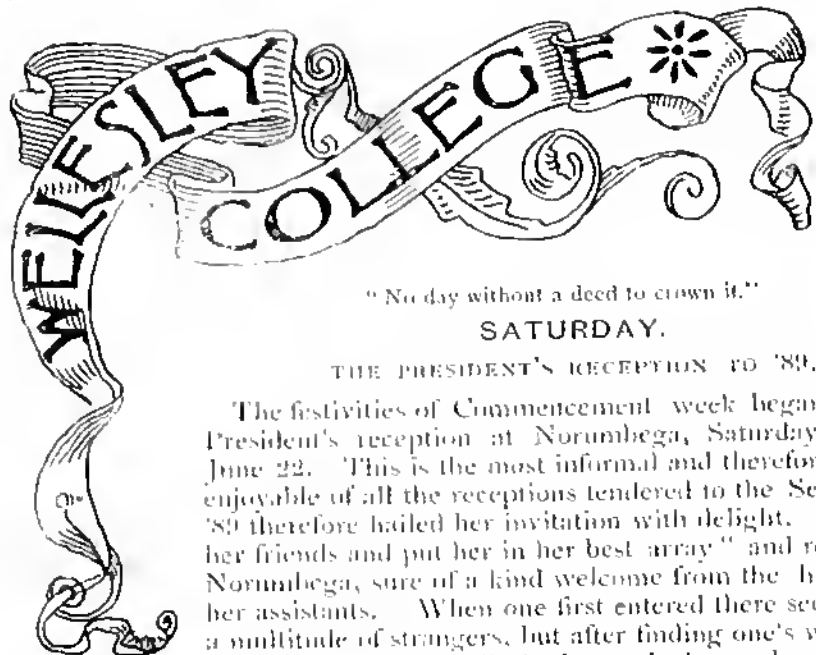 WELLESLEY
COLLEGE
"No day without a deed to crown it."
SATURDAY.
THE PRESIDENT'S RECEPTION TO '89.
The festivities of Commencement week began
President's reception at Norumbega, Saturday
June 22. This is the most informal and therefor
enjoyable of all the receptions tendered to the Se
'89 therefore hailed her invitation with delight.
her friends and put her in her best array" and re
Norumbega, sure of a kind welcome from the h
her assistants. When one first entered there see
a multitude of strangers, but after finding one's w